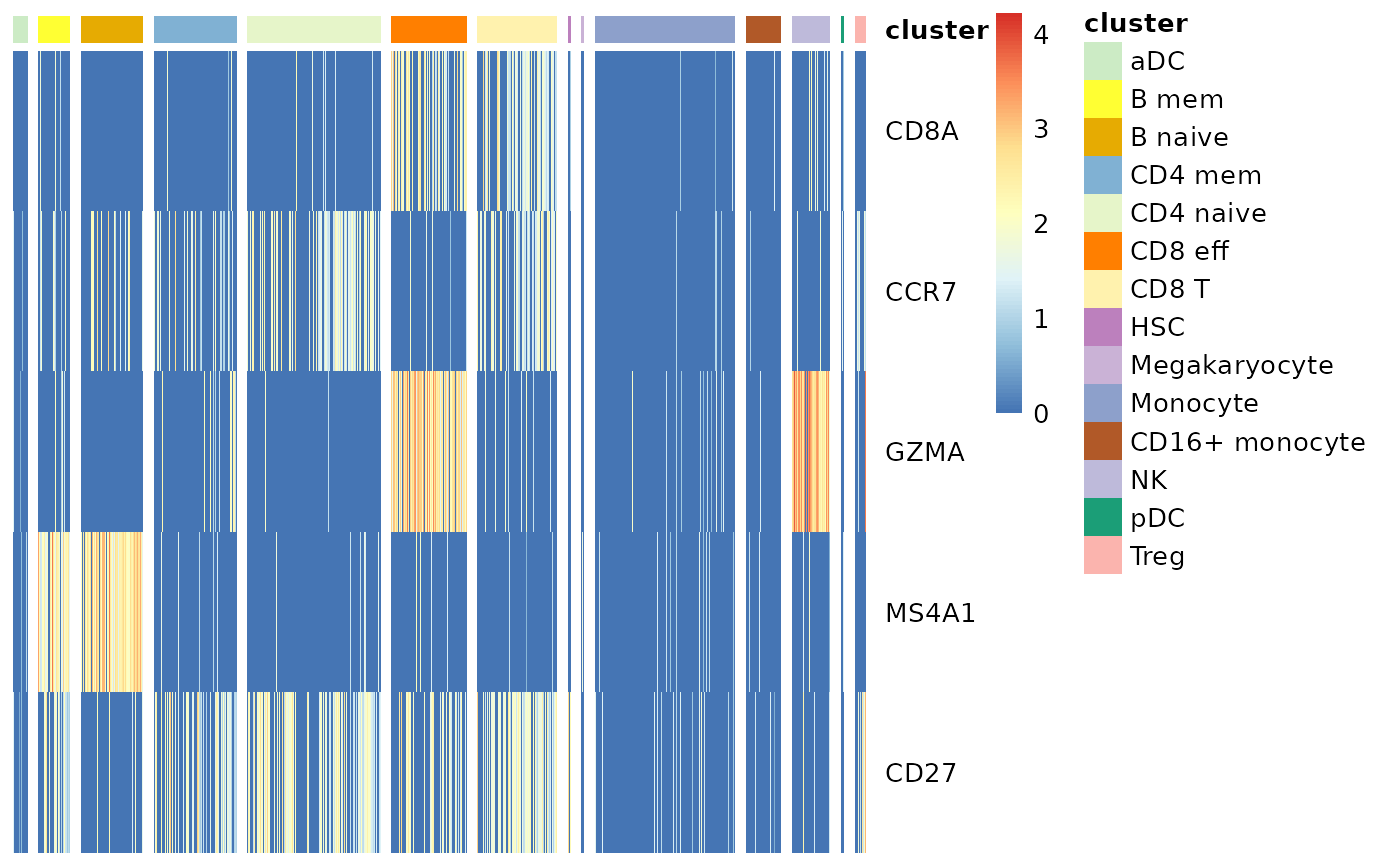 cluster
CD8A
CCR7
GZMA
MS4A1
CD27
4
3
2
1
0
cluster
aDC
B mem
B naive
CD4 mem
CD4 naive
CD8 eff
CD8 T
HSC
Megakaryocyte
Monocyte
CD16+ monocyte
NK
pDC
Treg